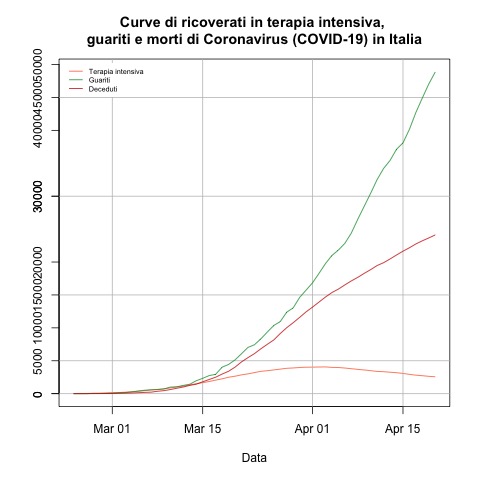 Curve di ricoverati in terapia intensiva,
guariti e morti di Coronavirus (COVID-19) in Italia
Terapia intensiva
Guariti
Deceduti
50000
45000
40000
30000
20000
15000
10000
5000
0
Mar 01
Mar 15
Apr 01
Apr 15
Data